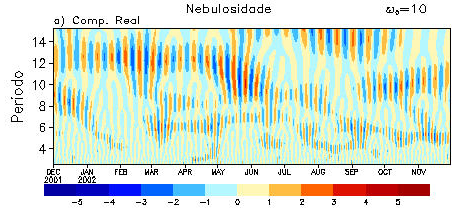 Nebulosidade
ω₀=10
a) Comp. Real
Período
14
12
10
8
6
4
DEC JAN FEB MAR APR MAY JUN JUL AUG SEP OCT NOV
2001 2002
-5 -4 -3 -2 -1 0 1 2 3 4 5